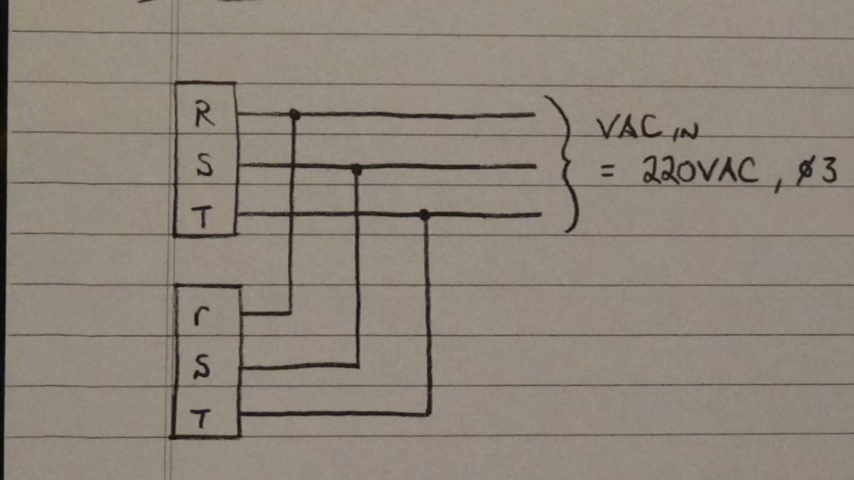 R
S
T
VAC IN
= 220VAC, ø3
r
S
T